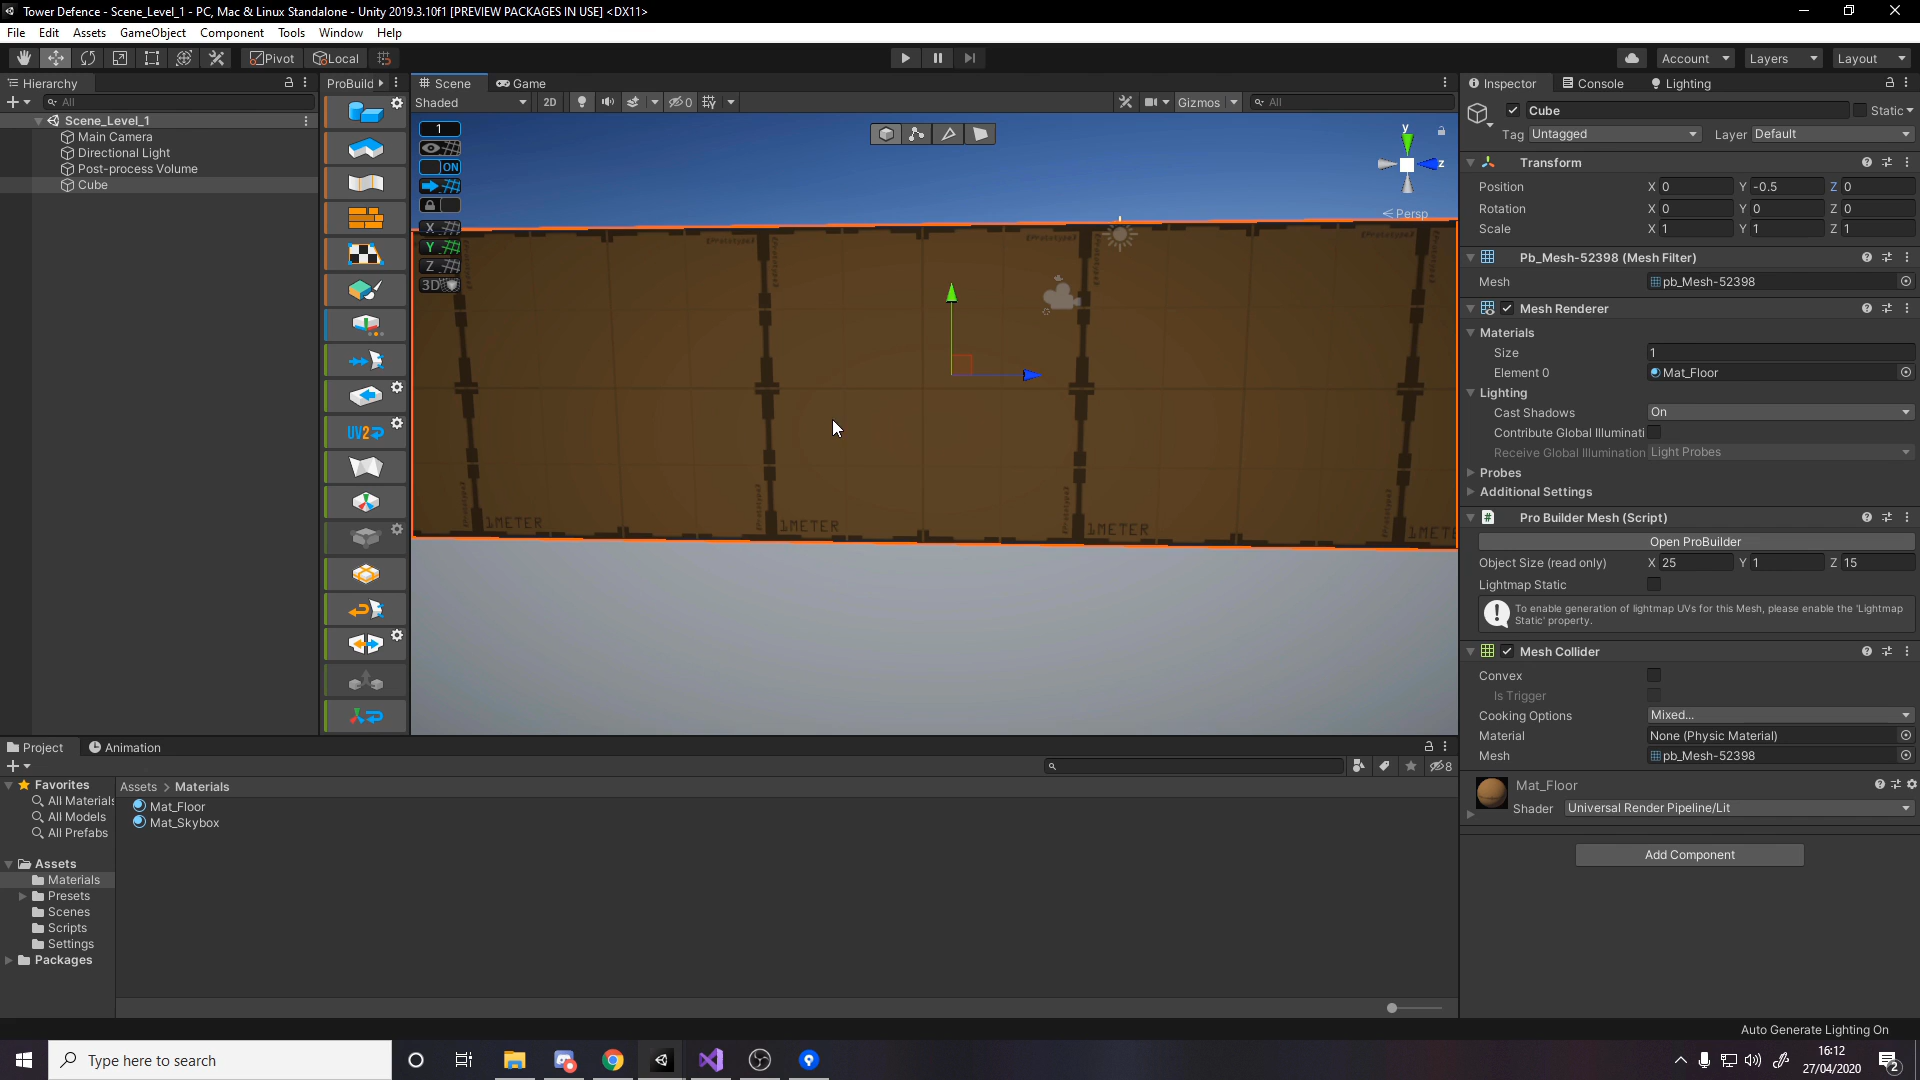 Tower Defence - Scene_Level_1 - PC, Mac & Linux Standalone - Unity 2019.3.10f1 [PREVIEW PACKAGES IN USE] <DX11>
File Edit Assets GameObject Component Tools Window Help
Pivot Local Account Layers Layout
Hierarchy
All
Scene_Level_1
Main Camera
Directional Light
Post-process Volume
Cube
ProBuild
UV2
Scene Game
Shaded 2D 0 Gizmos All
1
ON
X
Y
Z
3D
y
z
Persp
1METER 1METER 1METER
Inspector Console Lighting
Cube Static
Tag Untagged Layer Default
Transform
Position X 0 Y -0.5 Z 0
Rotation X 0 Y 0 Z 0
Scale X 1 Y 1 Z 1
Pb_Mesh-52398 (Mesh Filter)
Mesh pb_Mesh-52398
Mesh Renderer
Materials
Size 1
Element 0 Mat_Floor
Lighting
Cast Shadows On
Contribute Global Illuminati
Receive Global Illumination Light Probes
Probes
Additional Settings
Pro Builder Mesh (Script)
Open ProBuilder
Object Size (read only) X 25 Y 1 Z 15
Lightmap Static
To enable generation of lightmap UVs for this Mesh, please enable the 'Lightmap
Static' property.
Mesh Collider
Convex
Is Trigger
Cooking Options Mixed...
Material None (Physic Material)
Mesh pb_Mesh-52398
Mat_Floor
Shader Universal Render Pipeline/Lit
Add Component
Project Animation
8
Favorites
All Materials
All Models
All Prefabs
Assets
Materials
Presets
Scenes
Scripts
Settings
Packages
Assets > Materials
Mat_Floor
Mat_Skybox
Auto Generate Lighting On
Type here to search
16:12
27/04/2020
2